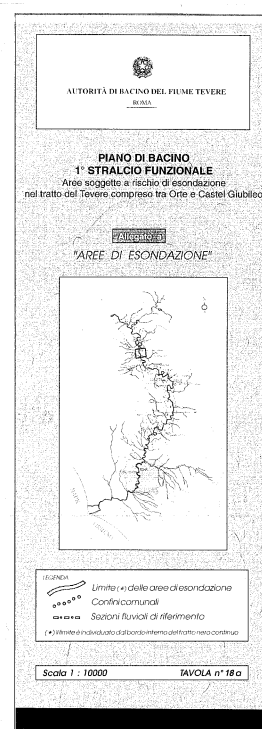 AUTORITÀ DI BACINO DEL FIUME TEVERE
ROMA
PIANO DI BACINO
1° STRALCIO FUNZIONALE
Aree soggette a rischio di esondazione
nel tratto del Tevere compreso tra Orte e Castel Giubileo
Allegato a
"AREE DI ESONDAZIONE"
LEGENDA
Limite (*) delle aree di esondazione
Confini comunali
Sezioni fluviali di riferimento
(*) Il limite è individuato dal bordo interno del tratto nero continuo
Scala 1 : 10000 TAVOLA n° 18 a